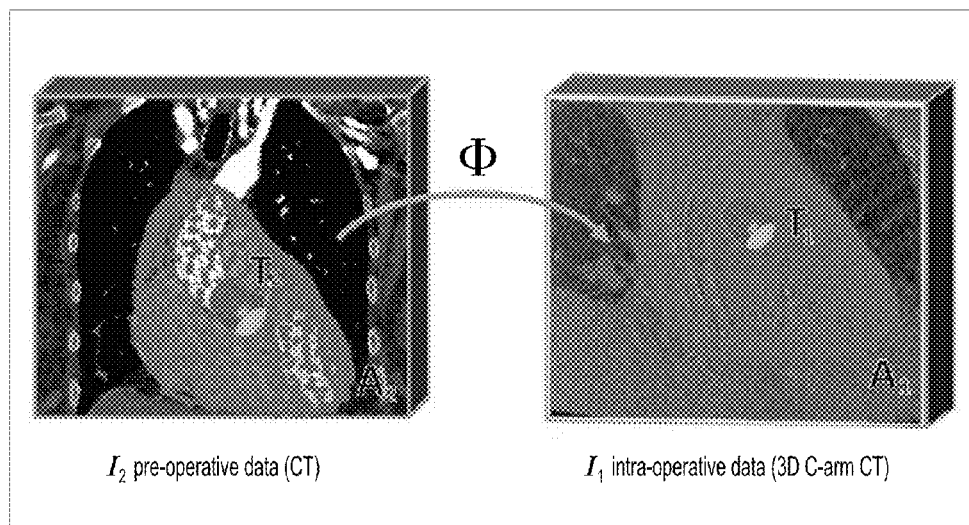 Φ
T
T
A
A
I₂ pre-operative data (CT)
I₁ intra-operative data (3D C-arm CT)